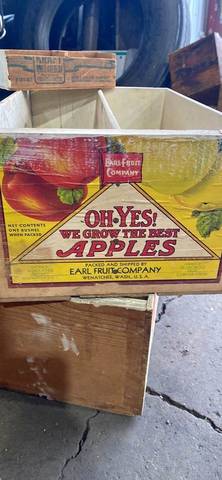 EARL FRUIT
COMPANY
OH·YES!
WE GROW THE BEST
APPLES
NET CONTENTS
ONE BUSHEL
WHEN PACKED
PACKED AND SHIPPED BY
EARL FRUIT COMPANY
WENATCHEE, WASH., U.S.A.